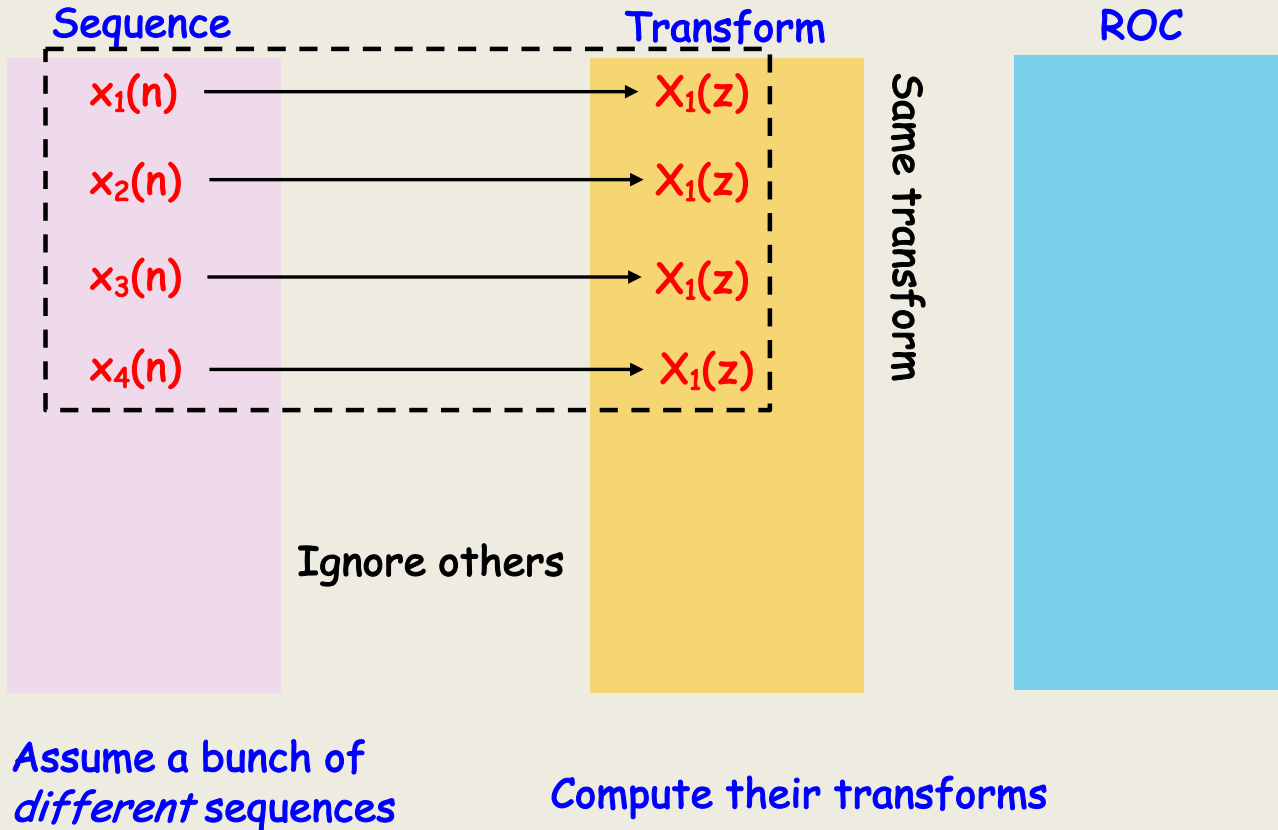 Sequence Transform ROC
x₁(n) X₁(z)
x₂(n) X₁(z)
x₃(n) X₁(z)
x₄(n) X₁(z)
Same transform
Ignore others
Assume a bunch of
different sequences
Compute their transforms